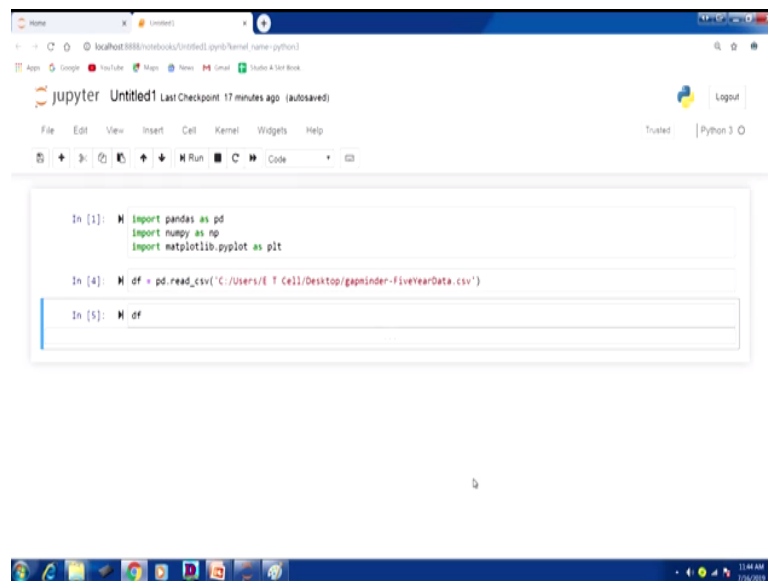 Home
Untitled1
localhost:8888/notebooks/Untitled1.ipynb?kernel_name=python3
Apps Google YouTube Maps News Gmail
jupyter Untitled1 Last Checkpoint: 17 minutes ago (autosaved)
Logout
File Edit View Insert Cell Kernel Widgets Help
Trusted Python 3
Run Code
In [1]: import pandas as pd
import numpy as np
import matplotlib.pyplot as plt
In [4]: df = pd.read_csv('C:/Users/E T Cell/Desktop/gapminder-FiveYearData.csv')
In [5]: df
11:44 AM
7/16/2019